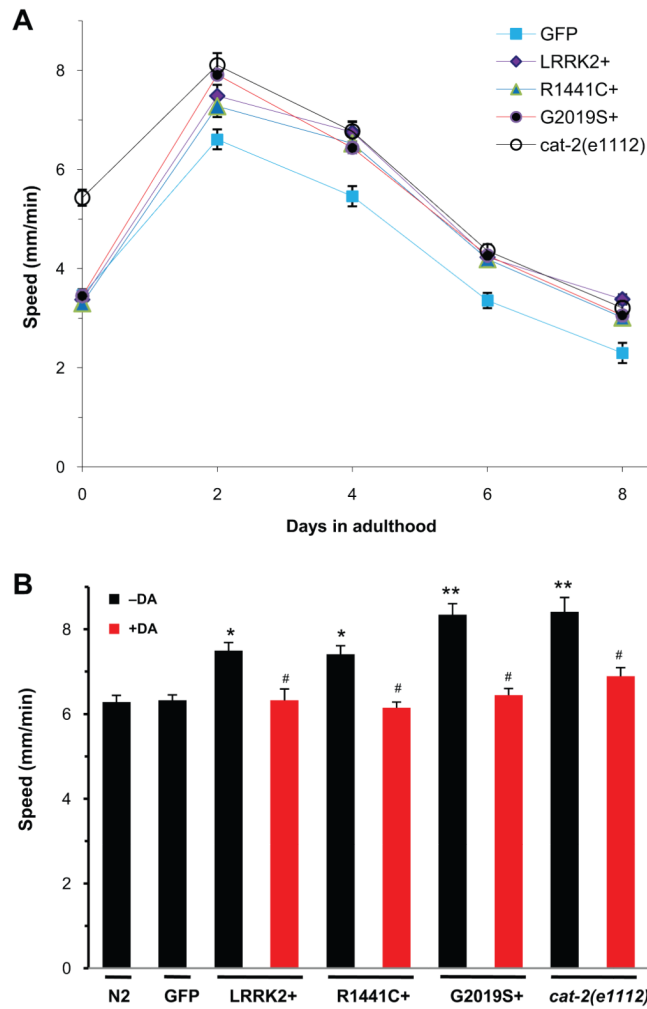 A
GFP
LRRK2+
R1441C+
G2019S+
cat-2(e1112)
Speed (mm/min)
8
6
4
2
0
0 2 4 6 8
Days in adulthood
B
–DA
+DA
Speed (mm/min)
8
6
4
2
0
* # * # ** # ** #
N2 GFP LRRK2+ R1441C+ G2019S+ cat-2(e1112)